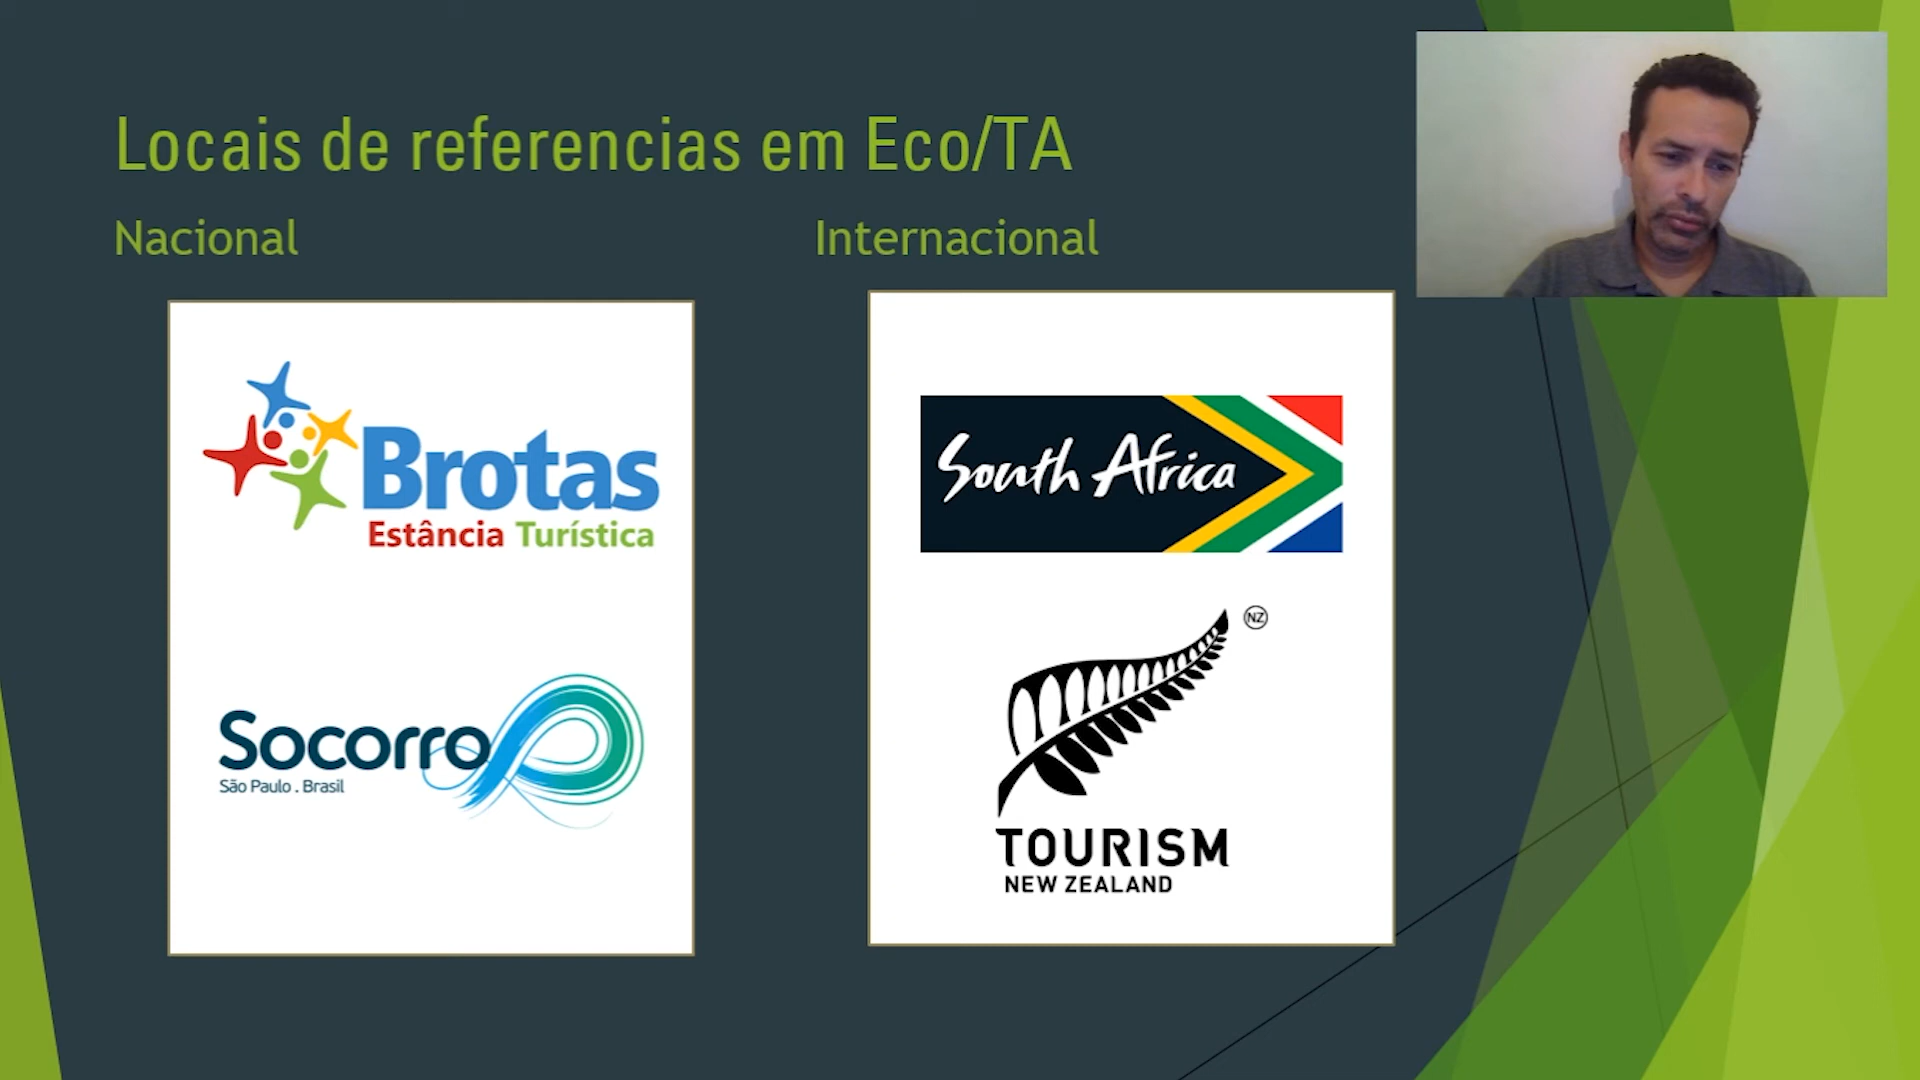 Locais de referencias em Eco/TA
Nacional
Internacional
Brotas
Estância Turística
Socorro
São Paulo . Brasil
South Africa
NZ
TOURISM
NEW ZEALAND